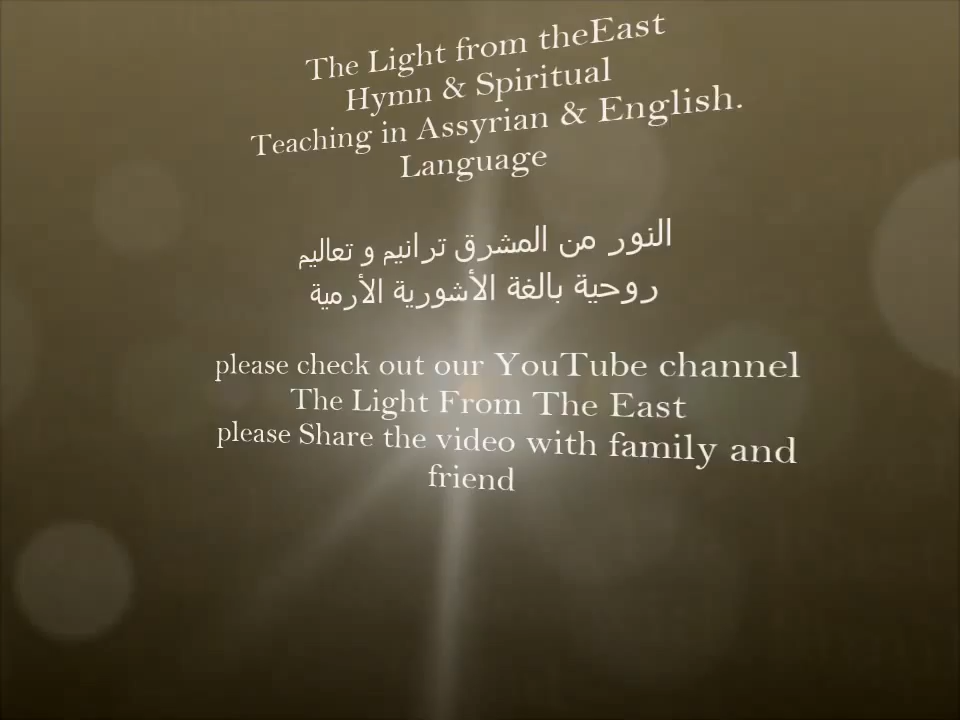 The Light from theEast
Hymn & Spiritual
Teaching in Assyrian & English.
Language
النور من المشرق ترانيم و تعاليم
روحية بالغة الأشورية الأرمية
please check out our YouTube channel
The Light From The East
please Share the video with family and
friend